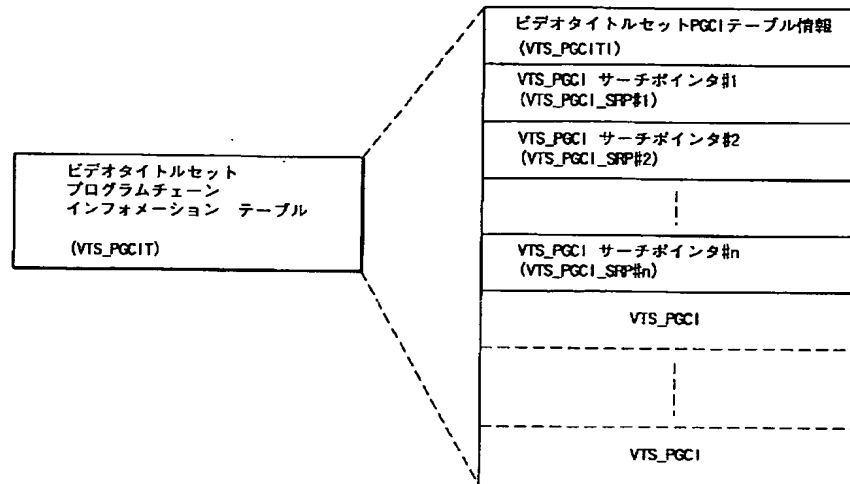 ビデオタイトルセット
プログラムチェーン
インフォメーション テーブル
(VTS_PGCIT)
ビデオタイトルセットPGCIテーブル情報
(VTS_PGCITI)
VTS_PGCI サーチポインタ#1
(VTS_PGCI_SRP#1)
VTS_PGCI サーチポインタ#2
(VTS_PGCI_SRP#2)
VTS_PGCI サーチポインタ#n
(VTS_PGCI_SRP#n)
VTS_PGCI
VTS_PGCI